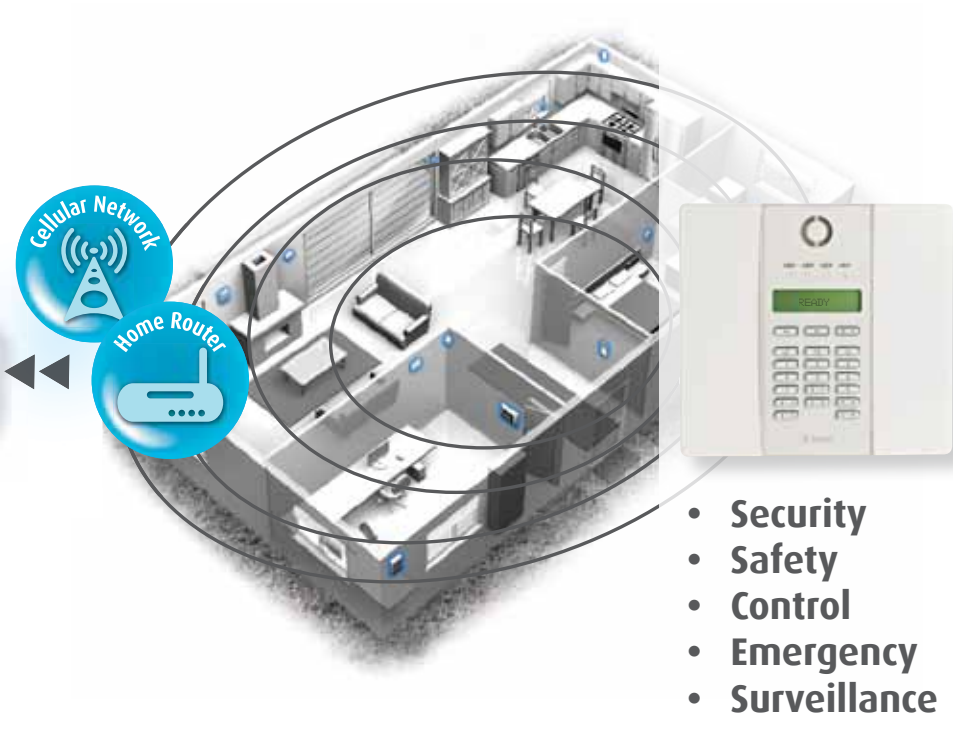 Cellular Network
Home Router
READY
• Security
• Safety
• Control
• Emergency
• Surveillance